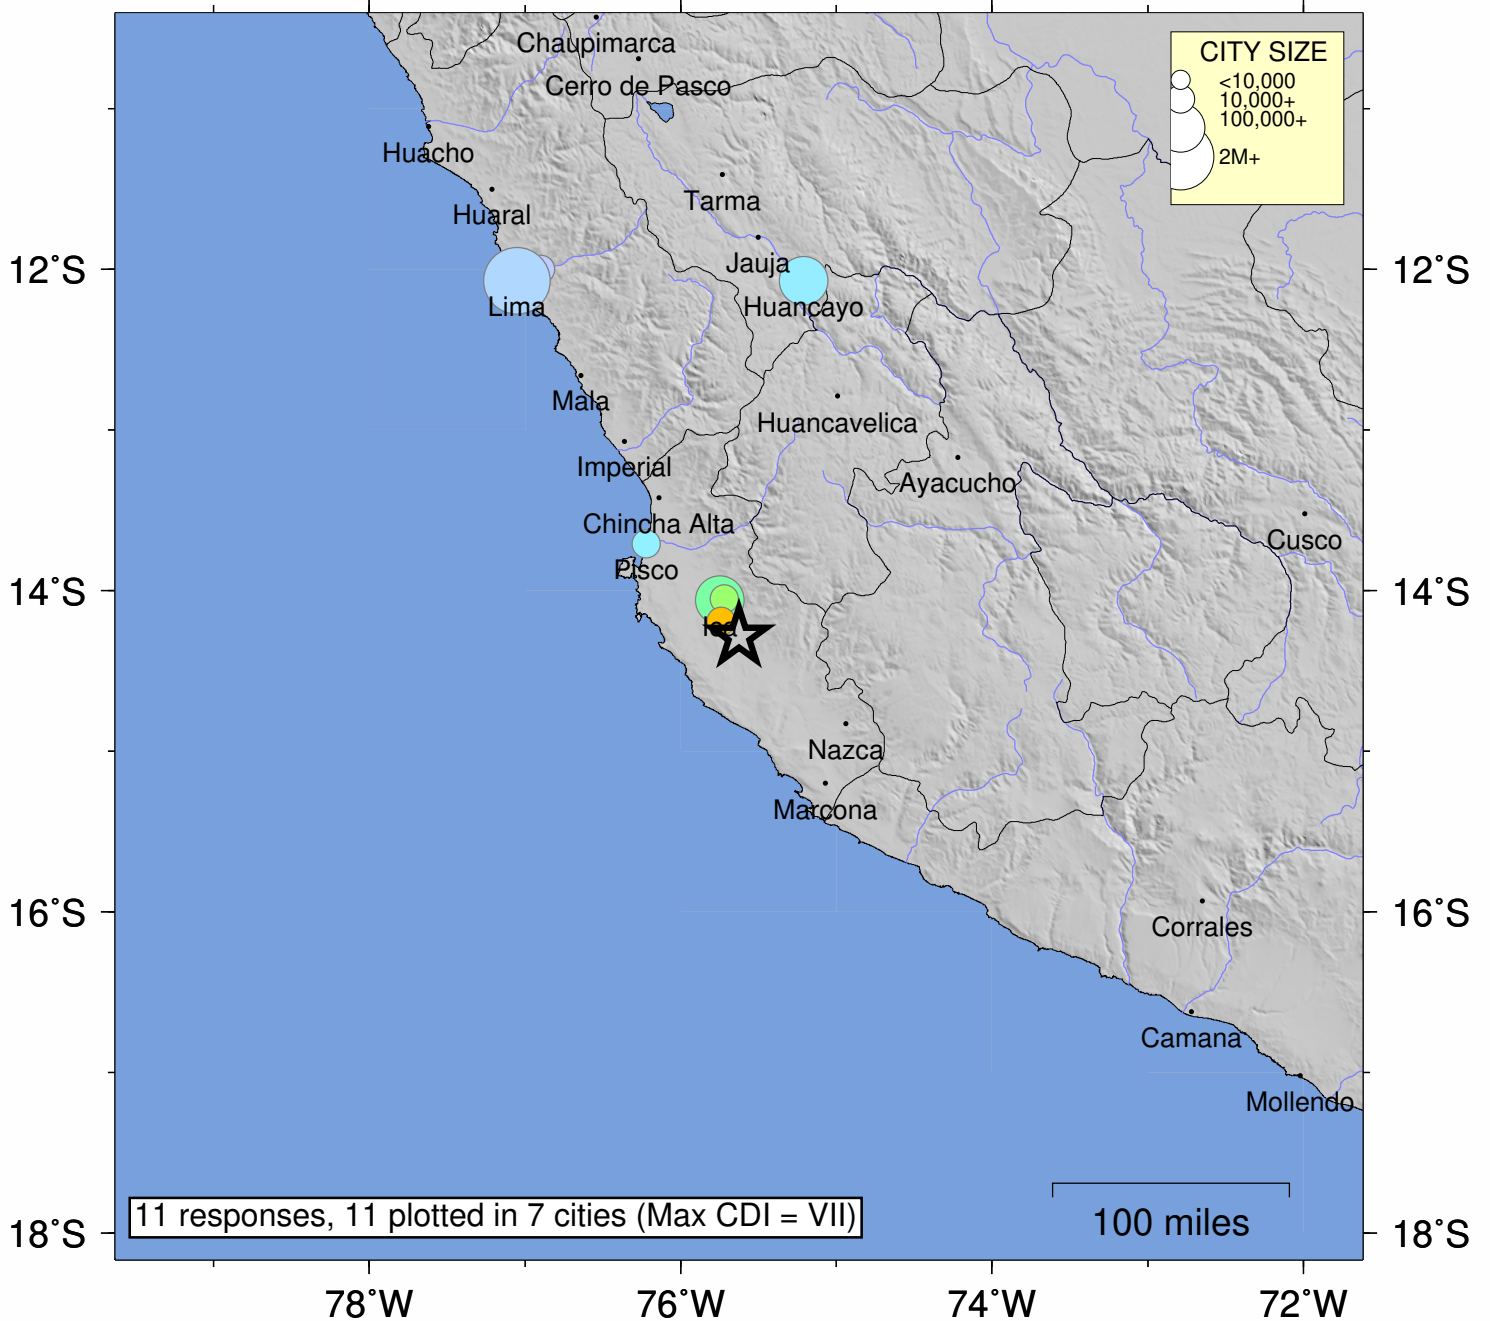 Chaupimarca
CITY SIZE
<10,000
10,000+
100,000+
2M+
Cerro de Pasco
Huacho
Tarma
Huaral
Jauja
12°S
12°S
Lima
Huancayo
Mala
Huancavelica
Imperial
Ayacucho
Chincha Alta
Cusco
Pisco
14°S
14°S
Ica
Nazca
Marcona
16°S
16°S
Corrales
Camana
Mollendo
11 responses, 11 plotted in 7 cities (Max CDI = VII)
100 miles
18°S
18°S
78°W
76°W
74°W
72°W